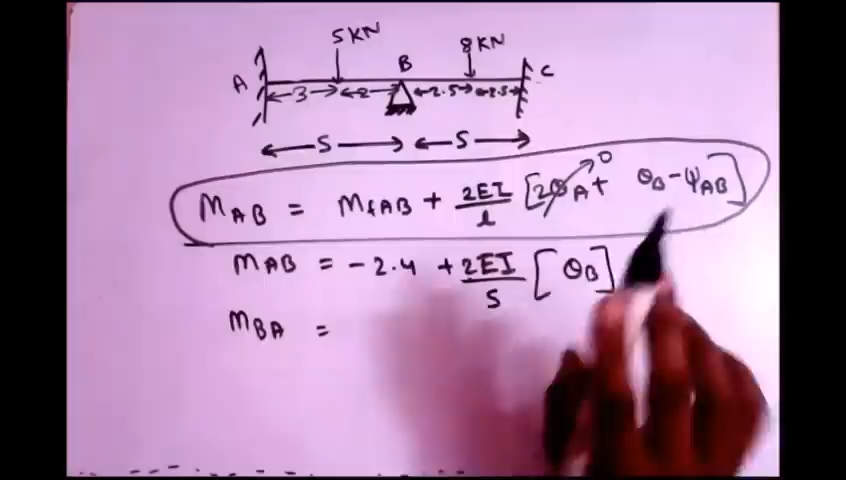 5KN
8KN
A B C
3 2 2.5 2.5
5 5
MAB = MfAB + 2EI/l [2θA + θB - ψAB]
0
MAB = -2.4 + 2EI/5 [θB]
MBA =